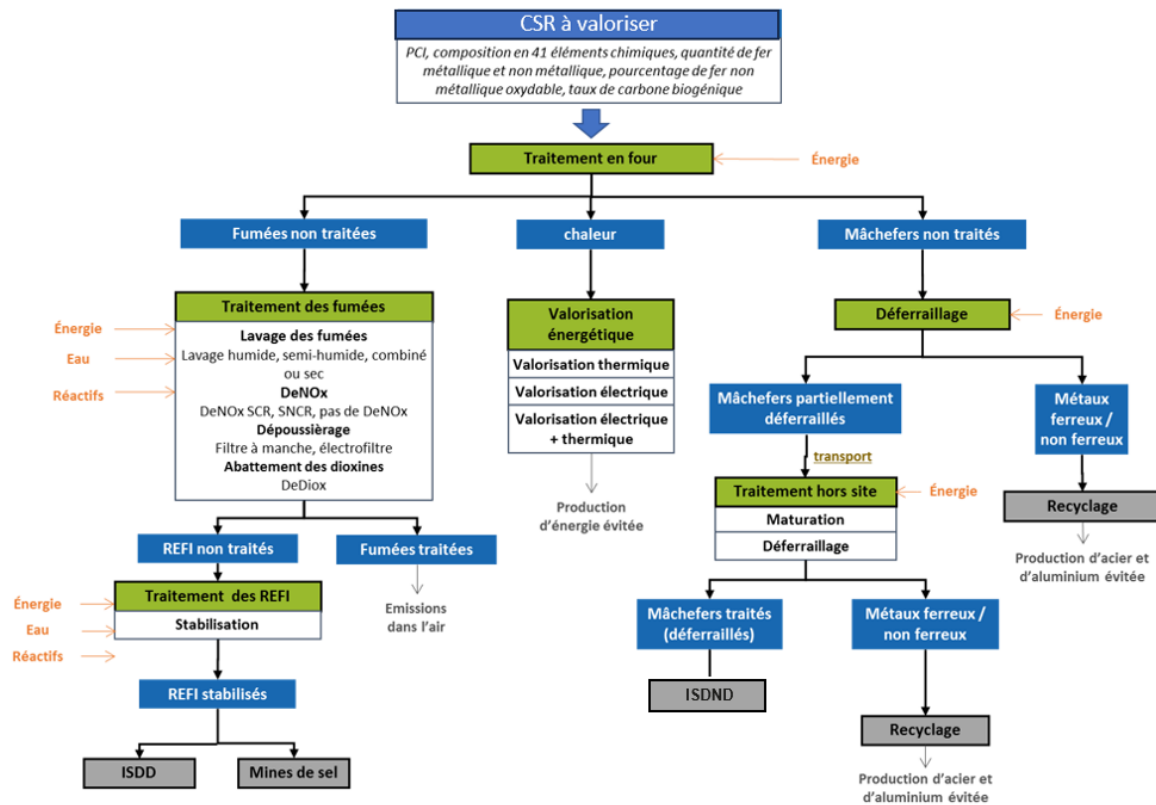 CSR à valoriser
PCI, composition en 41 éléments chimiques, quantité de fer
métallique et non métallique, pourcentage de fer non
métallique oxydable, taux de carbone biogénique
Traitement en four
Énergie
Fumées non traitées
chaleur
Mâchefers non traités
Traitement des fumées
Lavage des fumées
Lavage humide, semi-humide, combiné
ou sec
DeNOx
DeNOx SCR, SNCR, pas de DeNOx
Dépoussièrage
Filtre à manche, électrofiltre
Abattement des dioxines
DeDiox
Énergie
Eau
Réactifs
Valorisation
énergétique
Valorisation thermique
Valorisation électrique
Valorisation électrique
+ thermique
Production
d'énergie évitée
Déferraillage
Énergie
Mâchefers partiellement
déferraillés
Métaux
ferreux /
non ferreux
transport
Traitement hors site
Maturation
Déferraillage
Énergie
Recyclage
Production d'acier et
d'aluminium évitée
REFI non traités
Fumées traitées
Emissions
dans l'air
Traitement des REFI
Stabilisation
Énergie
Eau
Réactifs
REFI stabilisés
ISDD
Mines de sel
Mâchefers traités
(déferraillés)
Métaux ferreux /
non ferreux
ISDND
Recyclage
Production d'acier et
d'aluminium évitée